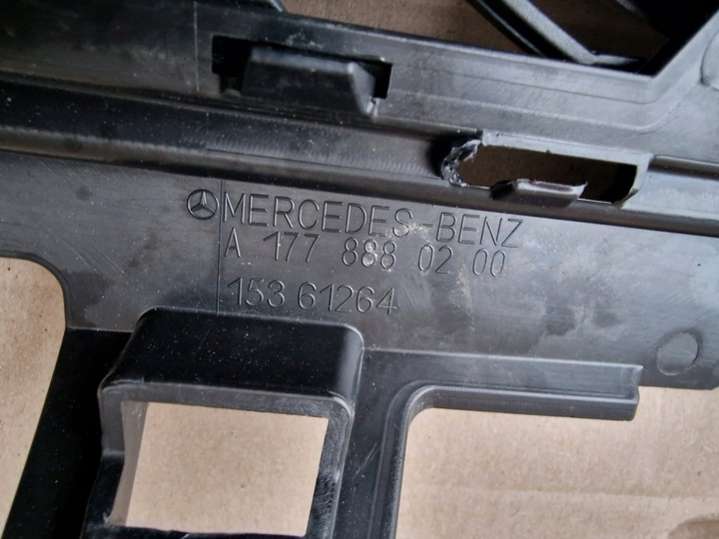 MERCEDES-BENZ
A 177 888 02 00
153 61264